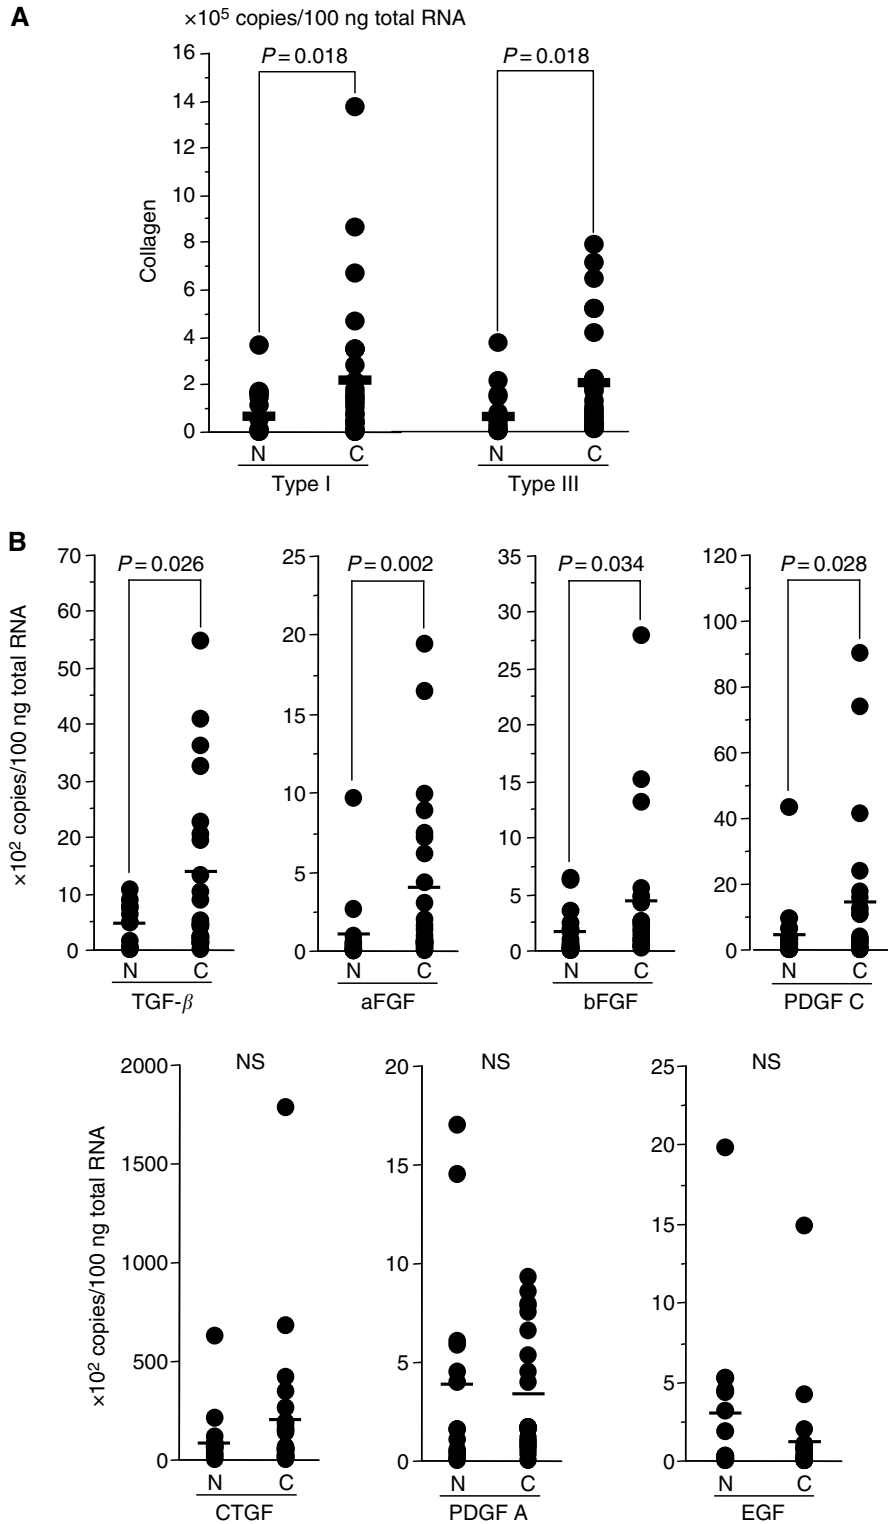 A
×10⁵ copies/100 ng total RNA
P = 0.018
P = 0.018
16
14
12
10
8
6
4
2
0
Collagen
N
C
N
C
Type I
Type III
B
×10² copies/100 ng total RNA
70
60
50
40
30
20
10
0
P = 0.026
N
C
TGF-β
25
20
15
10
5
0
P = 0.002
N
C
aFGF
35
30
25
20
15
10
5
0
P = 0.034
N
C
bFGF
120
100
80
60
40
20
0
P = 0.028
N
C
PDGF C
×10² copies/100 ng total RNA
2000
1500
1000
500
0
NS
N
C
CTGF
20
15
10
5
0
NS
N
C
PDGF A
25
20
15
10
5
0
NS
N
C
EGF